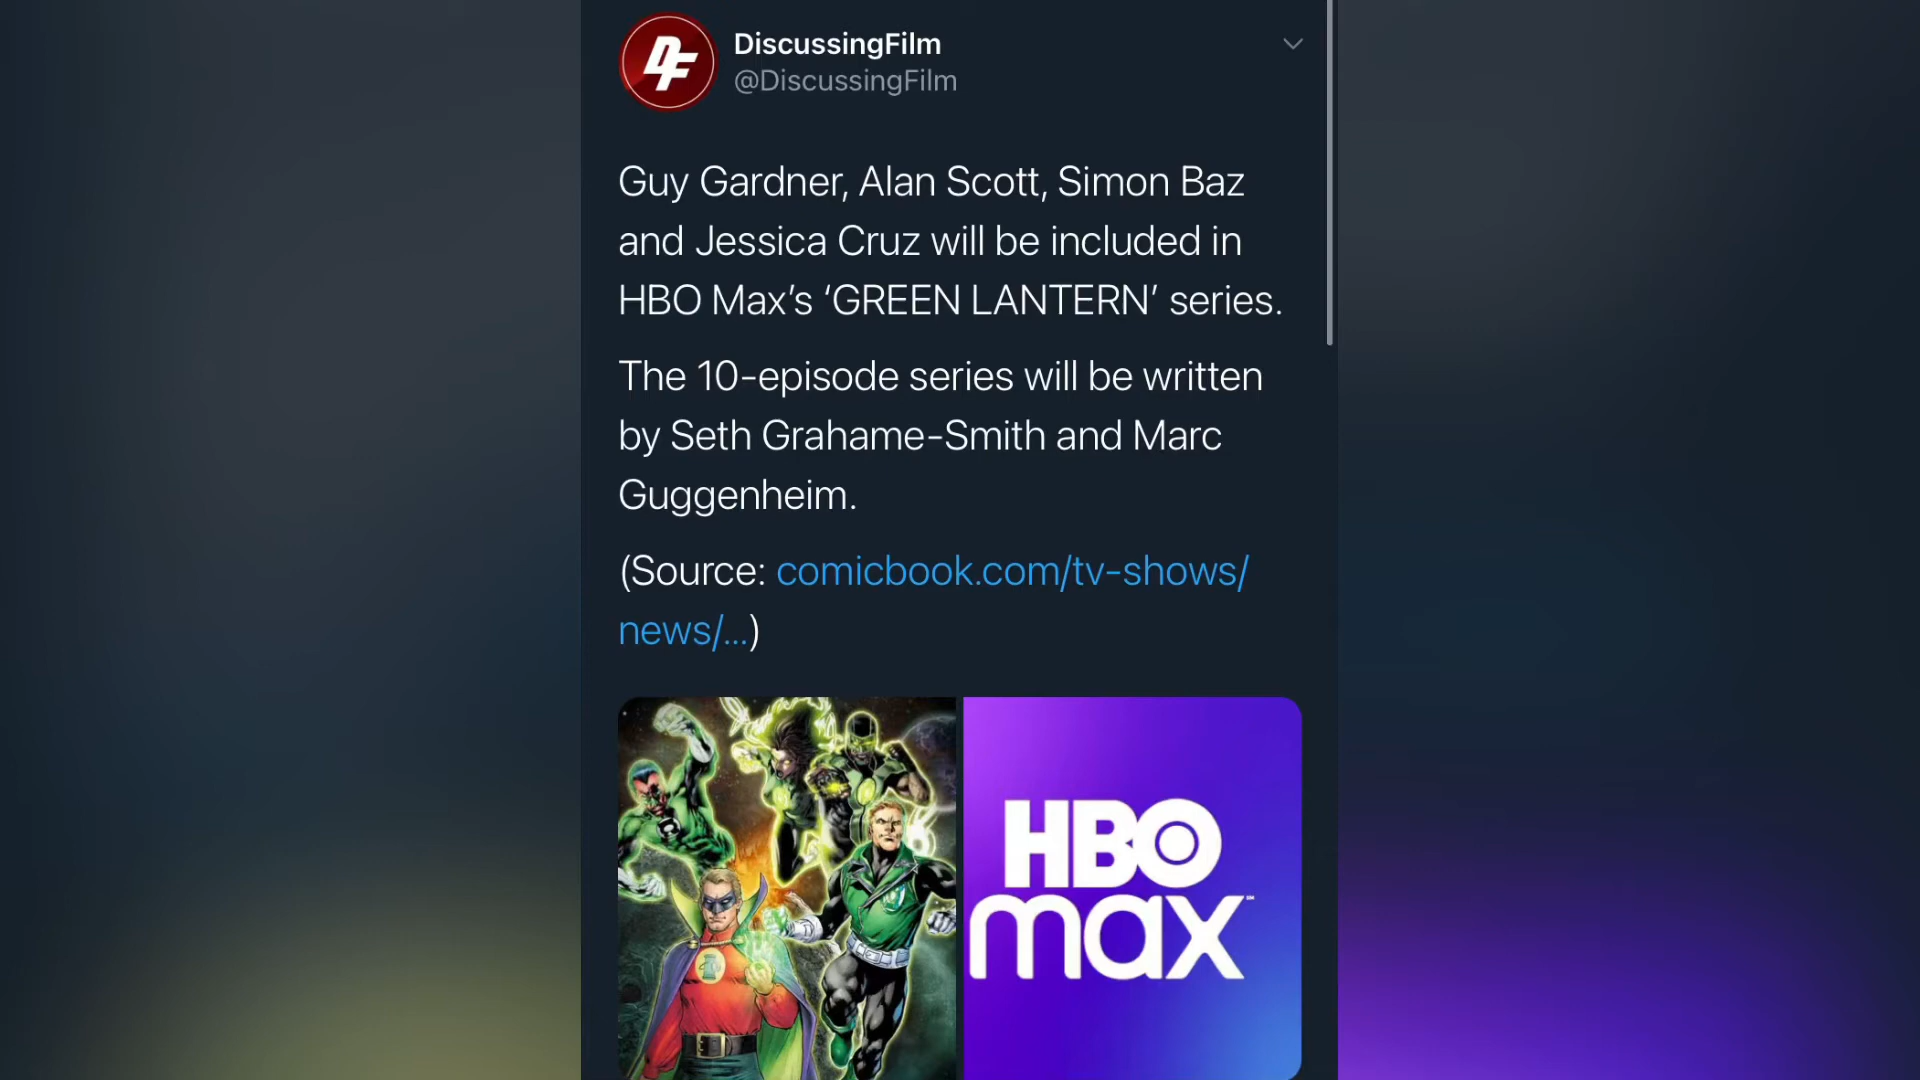 DF
DiscussingFilm
@DiscussingFilm
Guy Gardner, Alan Scott, Simon Baz
and Jessica Cruz will be included in
HBO Max’s ‘GREEN LANTERN’ series.
The 10-episode series will be written
by Seth Grahame-Smith and Marc
Guggenheim.
(Source: comicbook.com/tv-shows/
news/...)
HBO
max